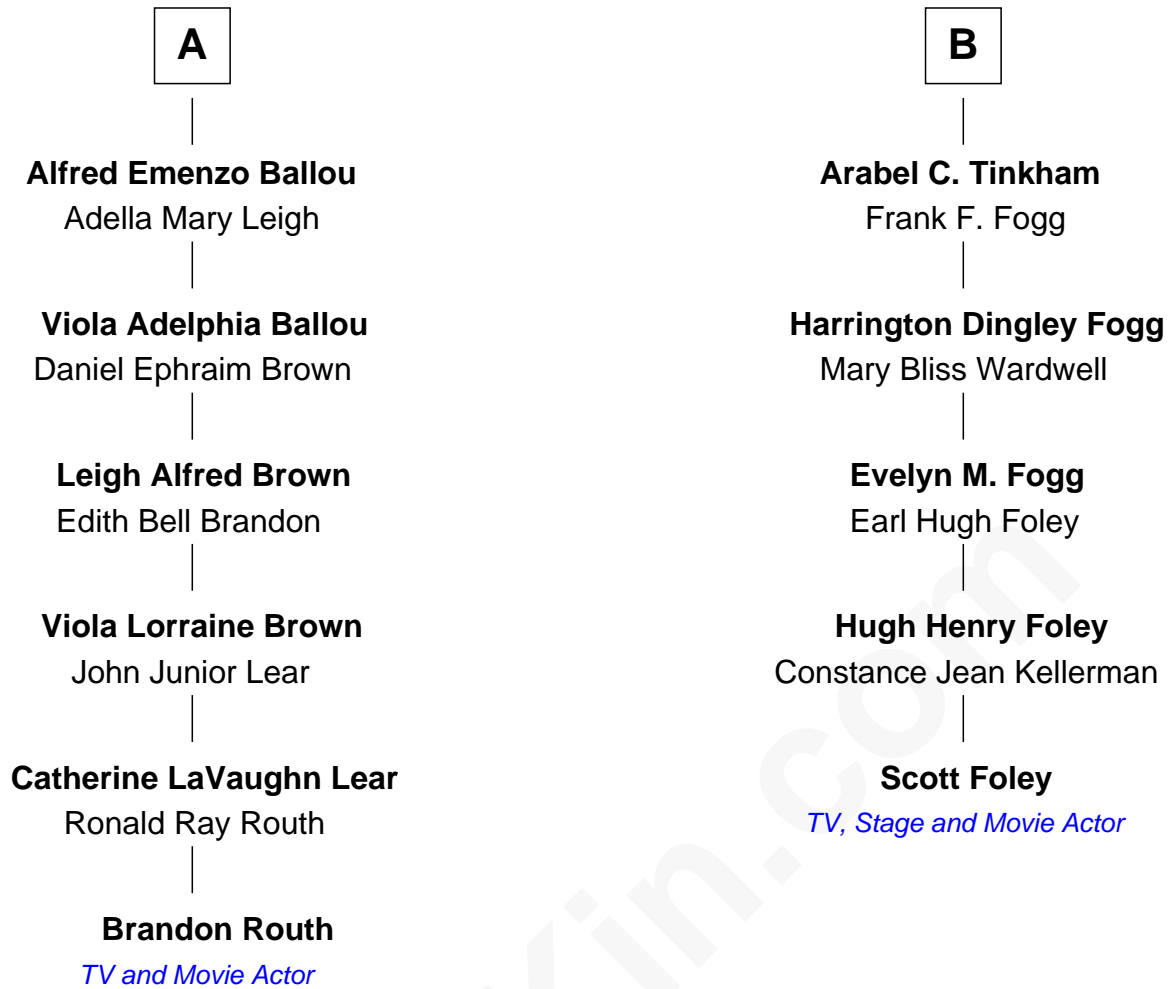 A
Alfred Emenzo Ballou
Adella Mary Leigh
Viola Adelphia Ballou
Daniel Ephraim Brown
Leigh Alfred Brown
Edith Bell Brandon
Viola Lorraine Brown
John Junior Lear
Catherine LaVaughn Lear
Ronald Ray Routh
Brandon Routh
TV and Movie Actor
B
Arabel C. Tinkham
Frank F. Fogg
Harrington Dingley Fogg
Mary Bliss Wardwell
Evelyn M. Fogg
Earl Hugh Foley
Hugh Henry Foley
Constance Jean Kellerman
Scott Foley
TV, Stage and Movie Actor
Kin.com